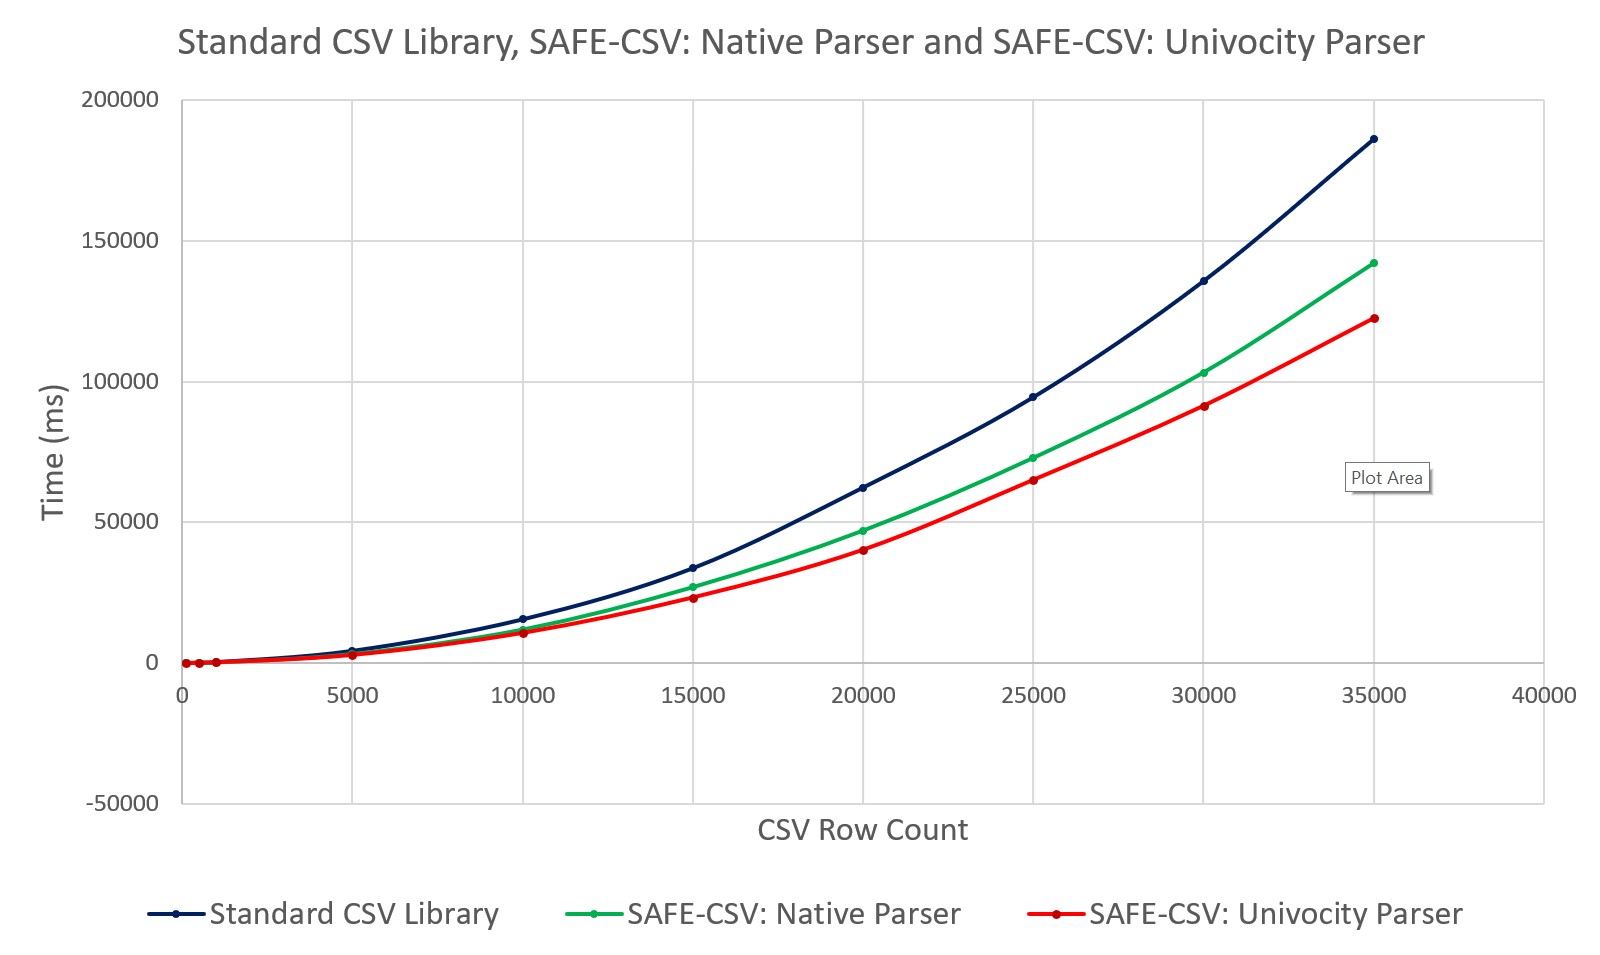 Standard CSV Library, SAFE-CSV: Native Parser and SAFE-CSV: Univocity Parser
200000
150000
100000
50000
0
-50000
Time (ms)
Plot Area
0 5000 10000 15000 20000 25000 30000 35000 40000
CSV Row Count
Standard CSV Library SAFE-CSV: Native Parser SAFE-CSV: Univocity Parser